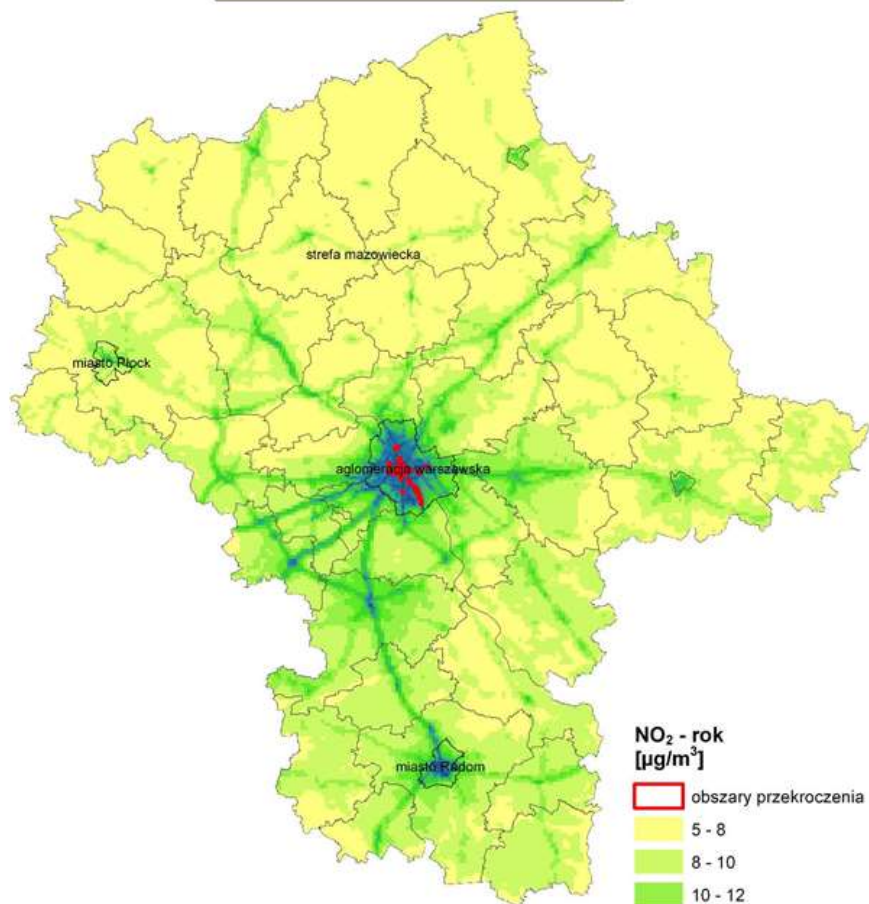 strefa mazowiecka
miasto Płock
aglomeracja warszawska
miasto Radom
NO₂ - rok
[µg/m³]
obszary przekroczenia
5 - 8
8 - 10
10 - 12